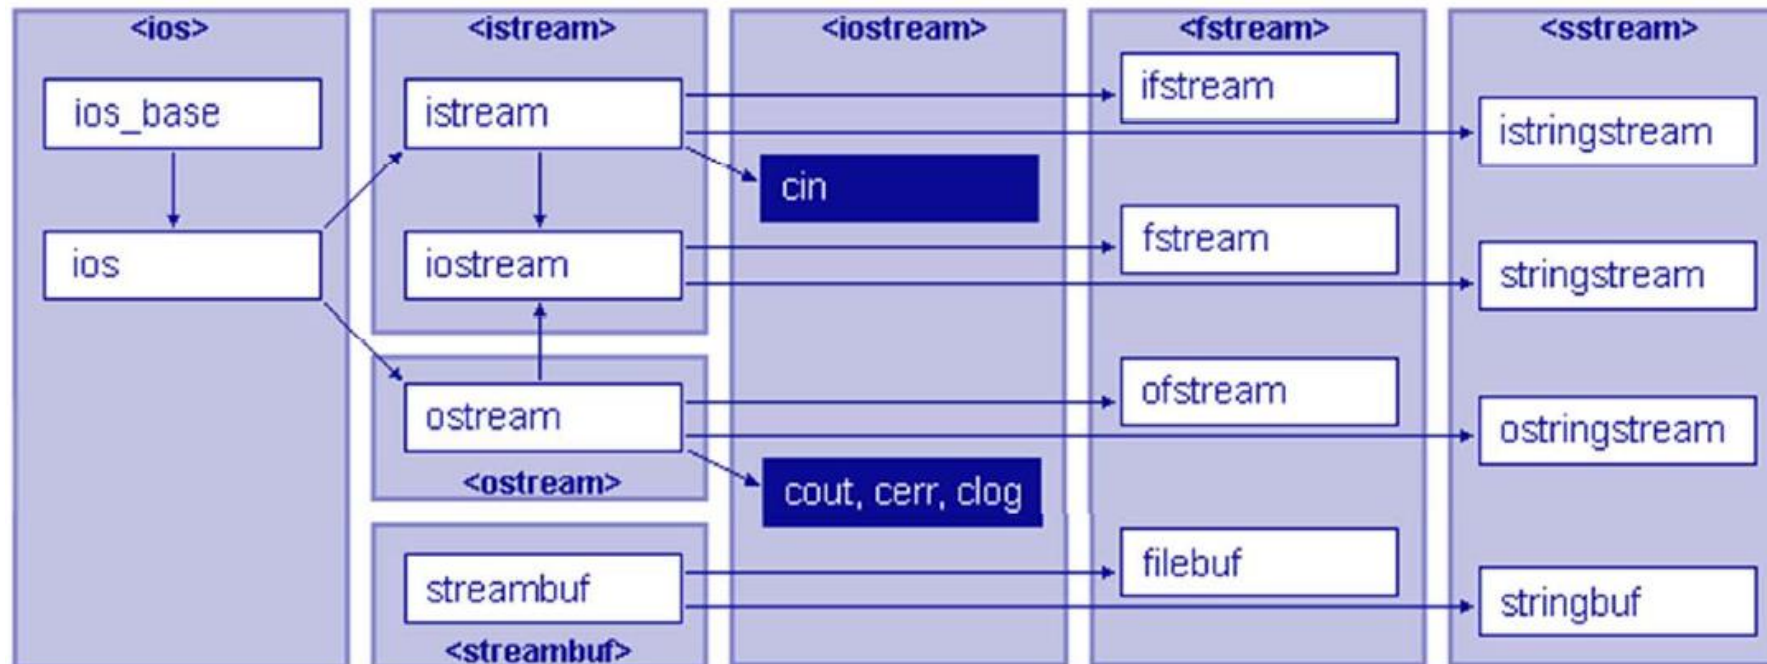 <ios>
ios_base
ios
<istream>
istream
iostream
ostream
<ostream>
streambuf
<streambuf>
<iostream>
cin
cout, cerr, clog
<fstream>
ifstream
fstream
ofstream
filebuf
<sstream>
istringstream
stringstream
ostringstream
stringbuf